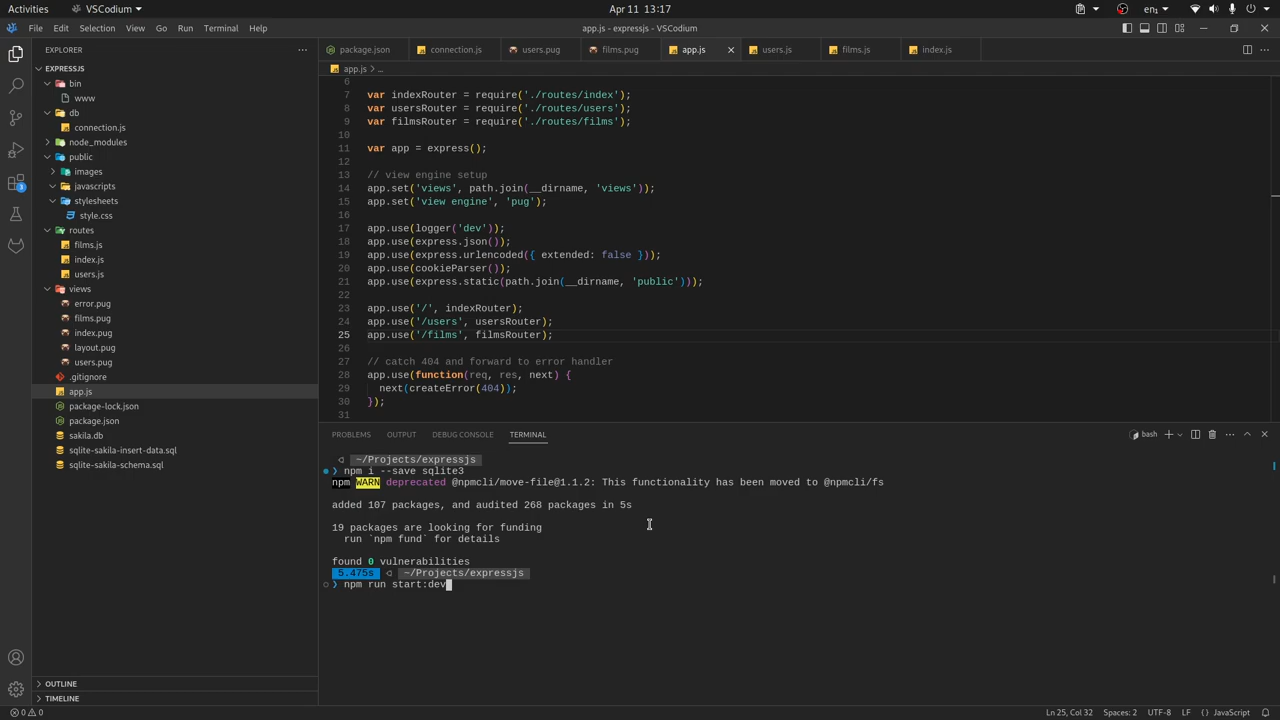 Activities
VSCodium
Apr 11 13:17
en1
File Edit Selection View Go Run Terminal Help
app.js - expressjs - VSCodium
EXPLORER
package.json
connection.js
users.pug
films.pug
app.js
users.js
films.js
index.js
EXPRESSJS
app.js > ...
bin
www
db
connection.js
node_modules
public
images
javascripts
stylesheets
style.css
routes
films.js
index.js
users.js
views
error.pug
films.pug
index.pug
layout.pug
users.pug
.gitignore
app.js
package-lock.json
package.json
sakila.db
sqlite-sakila-insert-data.sql
sqlite-sakila-schema.sql
OUTLINE
TIMELINE
3
6
7 var indexRouter = require('./routes/index');
8 var usersRouter = require('./routes/users');
9 var filmsRouter = require('./routes/films');
10
11 var app = express();
12
13 // view engine setup
14 app.set('views', path.join(__dirname, 'views'));
15 app.set('view engine', 'pug');
16
17 app.use(logger('dev'));
18 app.use(express.json());
19 app.use(express.urlencoded({ extended: false }));
20 app.use(cookieParser());
21 app.use(express.static(path.join(__dirname, 'public')));
22
23 app.use('/', indexRouter);
24 app.use('/users', usersRouter);
25 app.use('/films', filmsRouter);
26
27 // catch 404 and forward to error handler
28 app.use(function(req, res, next) {
29 next(createError(404));
30 });
31
PROBLEMS OUTPUT DEBUG CONSOLE TERMINAL
bash
~/Projects/expressjs
❯ npm i --save sqlite3
npm WARN deprecated @npmcli/move-file@1.1.2: This functionality has been moved to @npmcli/fs
added 107 packages, and audited 268 packages in 5s
19 packages are looking for funding
run `npm fund` for details
found 0 vulnerabilities
5.475s ~/Projects/expressjs
❯ npm run start:dev
0 0
Ln 25, Col 32 Spaces: 2 UTF-8 LF {} JavaScript